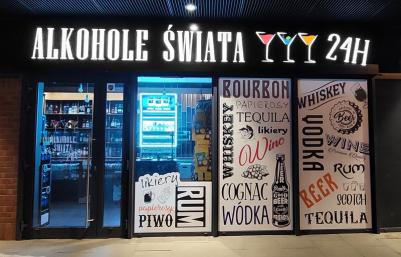 ALKOHOLE ŚWIATA 24H
likiery
papierosy
PIWO
RUM
BOURBON
PAPIEROSY
WHISKEY
TEQUILA
likiery
Wino
COGNAC
WÓDKA
WHISKEY
VODKA
Beer
WINE
RUM
BEER
SCOTCH
TEQUILA